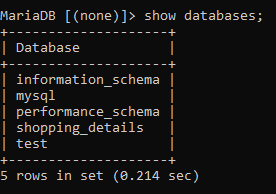 MariaDB [(none)]> show databases;
+--------------------+
| Database           |
+--------------------+
| information_schema |
| mysql              |
| performance_schema |
| shopping_details   |
| test               |
+--------------------+
5 rows in set (0.214 sec)